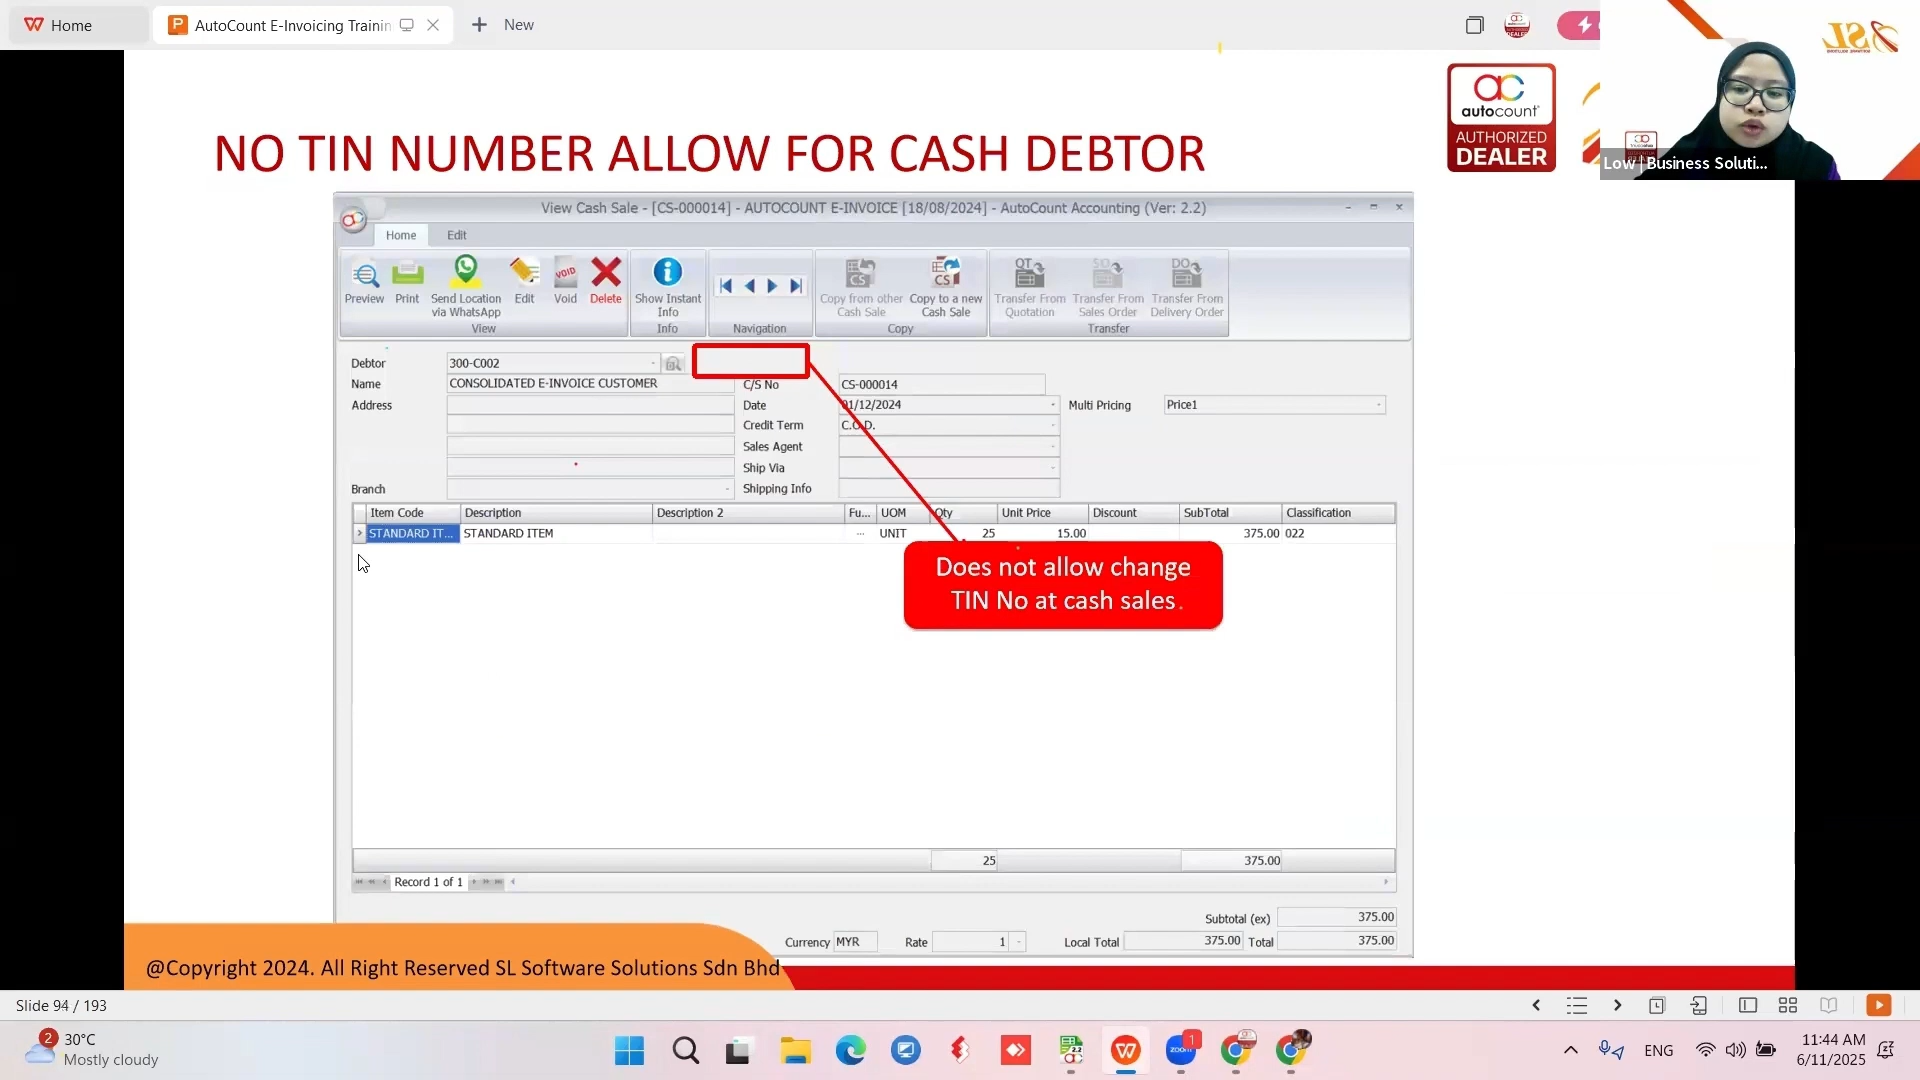 Home
AutoCount E-Invoicing Trainin
New
SL
ac
autocount
AUTHORIZED
DEALER
Low | Business Soluti...
NO TIN NUMBER ALLOW FOR CASH DEBTOR
View Cash Sale - [CS-000014] - AUTOCOUNT E-INVOICE [18/08/2024] - AutoCount Accounting (Ver: 2.2)
Home Edit
Preview Print Send Location via WhatsApp Edit Void Delete Show Instant Info Copy from other Cash Sale Copy to a new Cash Sale Transfer From Quotation Transfer From Sales Order Transfer From Delivery Order
View Info Navigation Copy Transfer
Debtor 300-C002
Name CONSOLIDATED E-INVOICE CUSTOMER C/S No CS-000014
Address Date 01/12/2024 Multi Pricing Price1
Credit Term C.O.D.
Sales Agent
Ship Via
Branch Shipping Info
Item Code Description Description 2 Fu... UOM Qty Unit Price Discount SubTotal Classification
STANDARD IT... STANDARD ITEM ... UNIT 25 15.00 375.00 022
Does not allow change
TIN No at cash sales.
25 375.00
Record 1 of 1
Subtotal (ex) 375.00
Currency MYR Rate 1 Local Total 375.00 Total 375.00
@Copyright 2024. All Right Reserved SL Software Solutions Sdn Bhd
Slide 94 / 193
2 30°C
Mostly cloudy
zoom 1
ENG
11:44 AM
6/11/2025